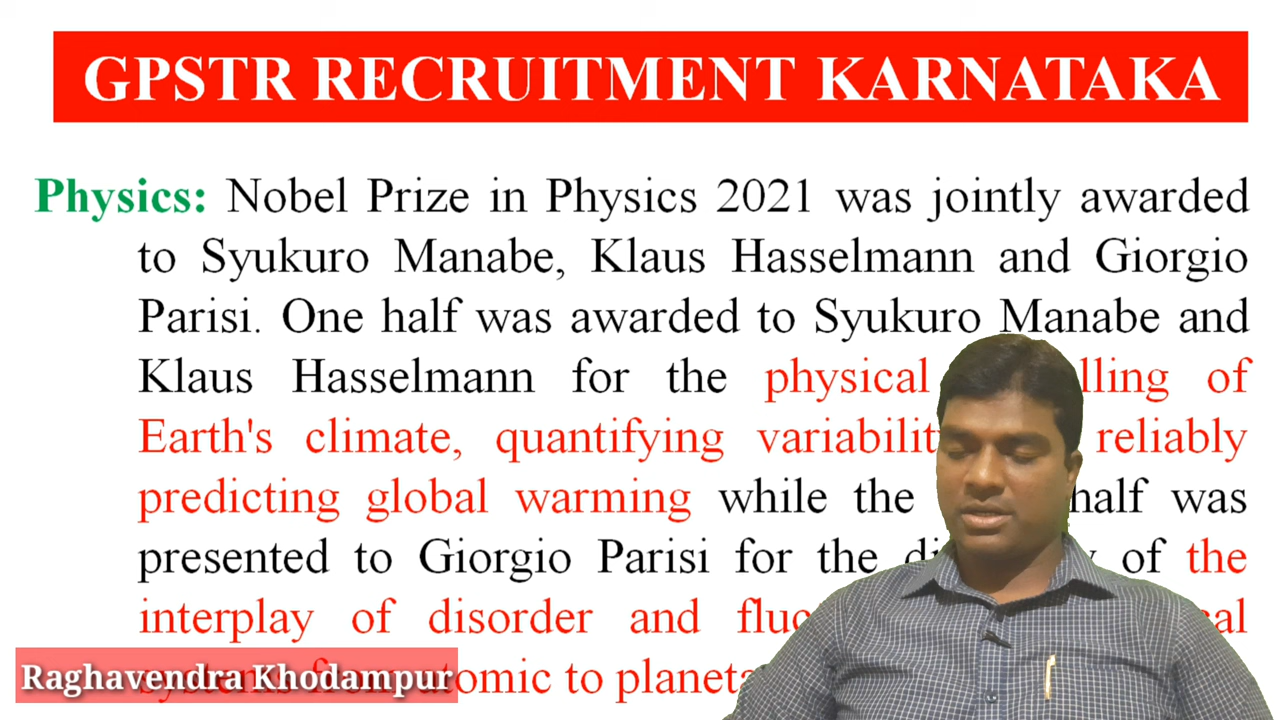 GPSTR RECRUITMENT KARNATAKA
Physics: Nobel Prize in Physics 2021 was jointly awarded
to Syukuro Manabe, Klaus Hasselmann and Giorgio
Parisi. One half was awarded to Syukuro Manabe and
Klaus Hasselmann for the physical of
Earth's climate, quantifying reliably
predicting global warming while the half was
presented to Giorgio Parisi for the of the
interplay of disorder and
atomic to
Raghavendra Khodampur